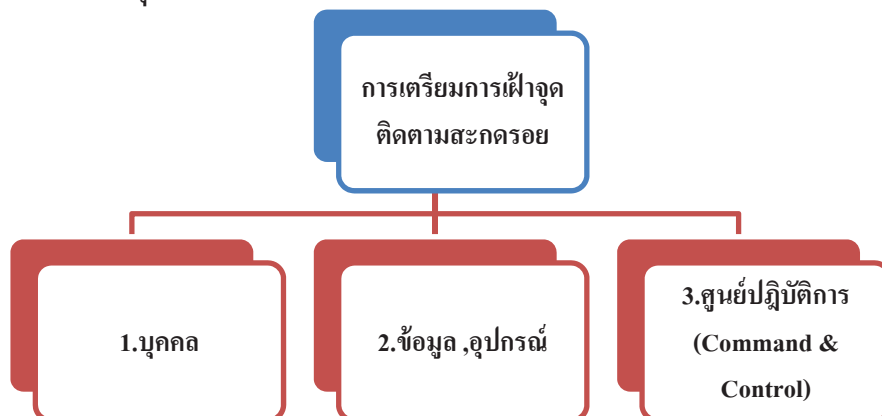 การเตรียมการเฝ้าจุด
ติดตามสะกดรอย
1.บุคคล
2.ข้อมูล ,อุปกรณ์
3.ศูนย์ปฎิบัติการ
(Command &
Control)